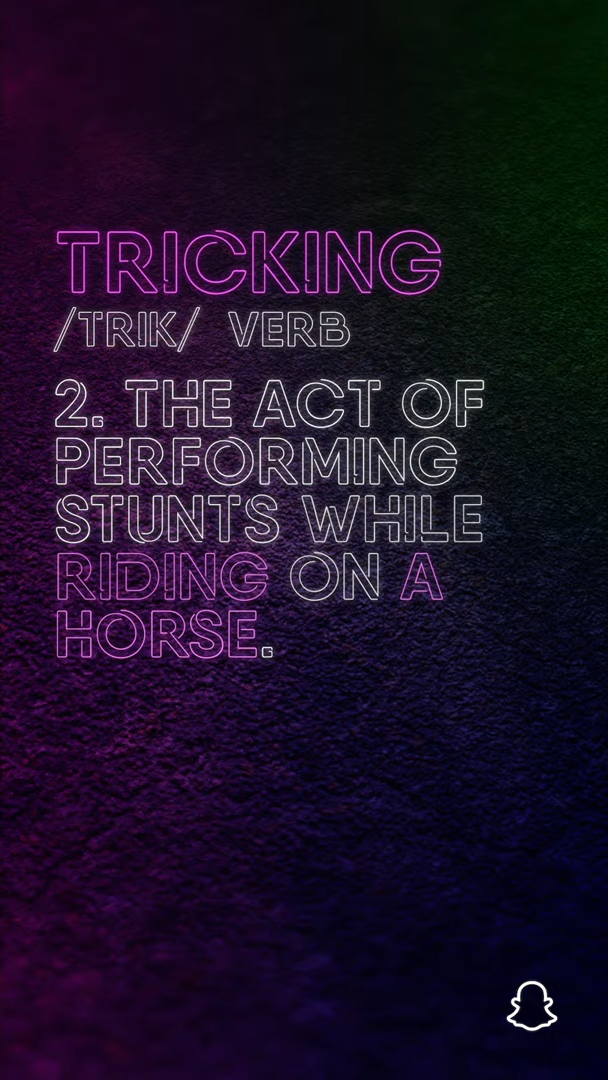 TRICKING
/TRIK/ VERB
2. THE ACT OF
PERFORMING
STUNTS WHILE
RIDING ON A
HORSE.